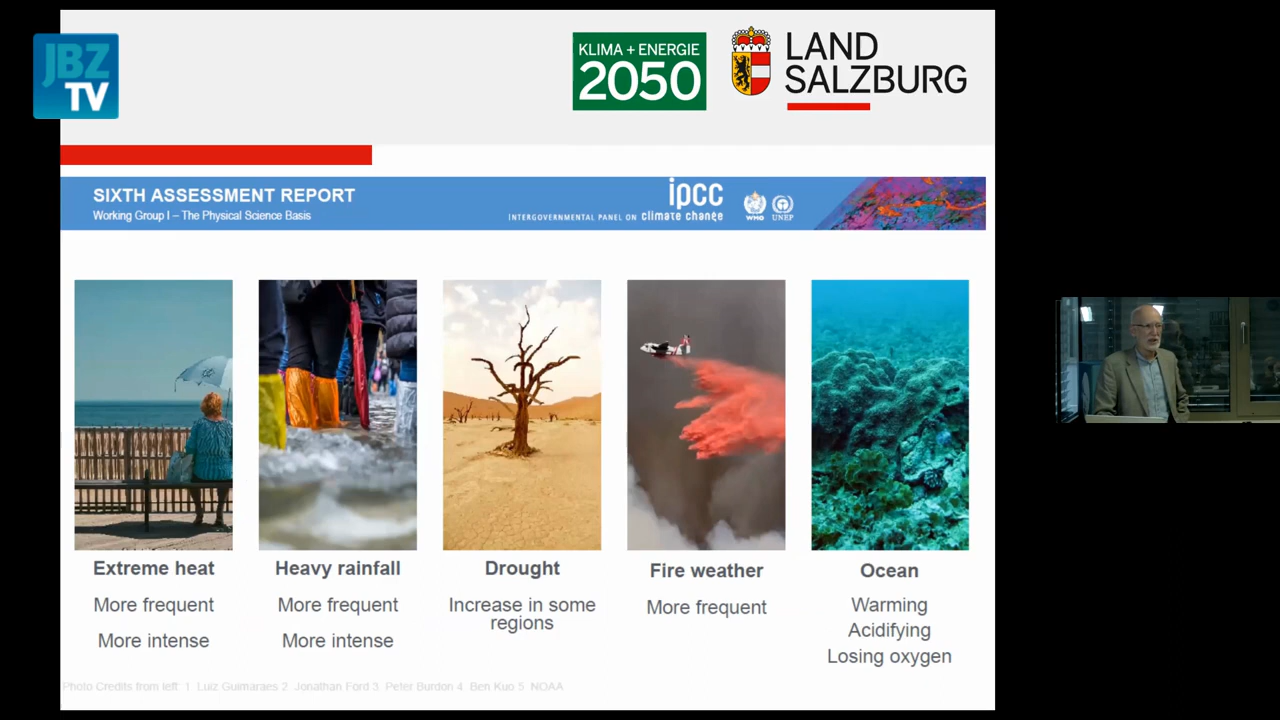 JBZ
TV
KLIMA + ENERGIE
2050
LAND
SALZBURG
SIXTH ASSESSMENT REPORT
Working Group I – The Physical Science Basis
ipcc
INTERGOVERNMENTAL PANEL ON climate change
WMO
UNEP
Extreme heat
More frequent
More intense
Heavy rainfall
More frequent
More intense
Drought
Increase in some
regions
Fire weather
More frequent
Ocean
Warming
Acidifying
Losing oxygen
Photo Credits from left 1 Luiz Guimaraes 2 Jonathan Ford 3 Peter Burdon 4 Ben Kuo 5 NOAA